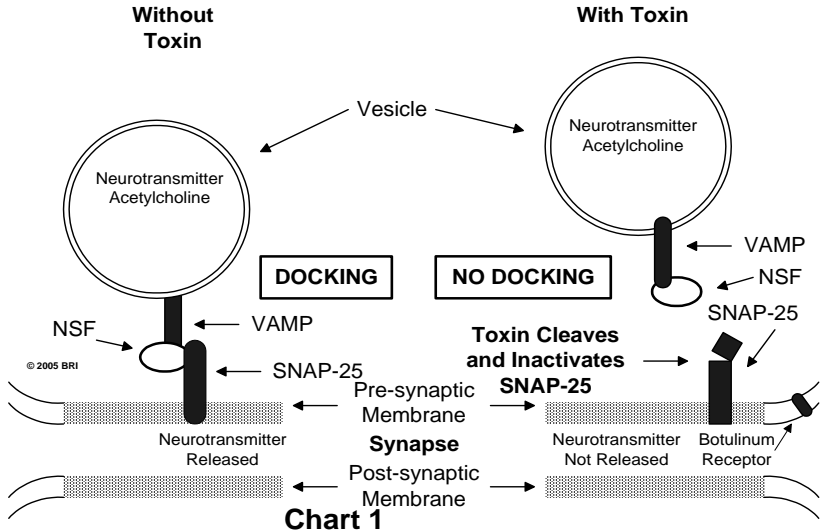 Without
Toxin
With Toxin
Vesicle
Neurotransmitter
Acetylcholine
Neurotransmitter
Acetylcholine
DOCKING
NO DOCKING
VAMP
NSF
SNAP-25
NSF
VAMP
SNAP-25
© 2005 BRI
Toxin Cleaves
and Inactivates
SNAP-25
Pre-synaptic
Membrane
Neurotransmitter
Released
Synapse
Neurotransmitter
Not Released
Botulinum
Receptor
Post-synaptic
Membrane
Chart 1